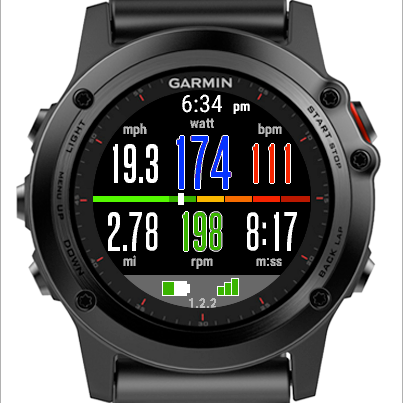 GARMIN
6:34 pm
watt
mph bpm
19.3 174 111
2.78 198 8:17
mi rpm m:ss
1.2.2
LIGHT
MENU UP
DOWN
START STOP
BACK LAP